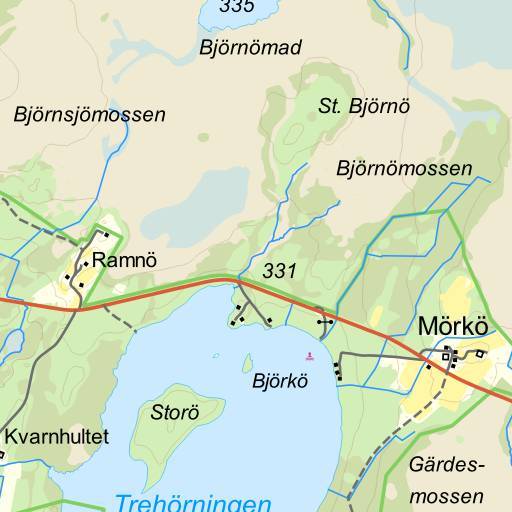 335
Björnömad
St. Björnö
Björnsjömossen
Björnömossen
Ramnö
331
Mörkö
Björkö
Storö
Kvarnhultet
Gärdes-
mossen
Trehörningen